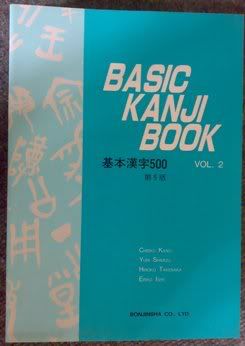 BASIC
KANJI
BOOK
基本漢字500
VOL. 2
第5版
CHIEKO KANO
YURI SHIMIZU
HIROKO TAKENAKA
ERIKO ISHII
BONJINSHA CO., LTD.